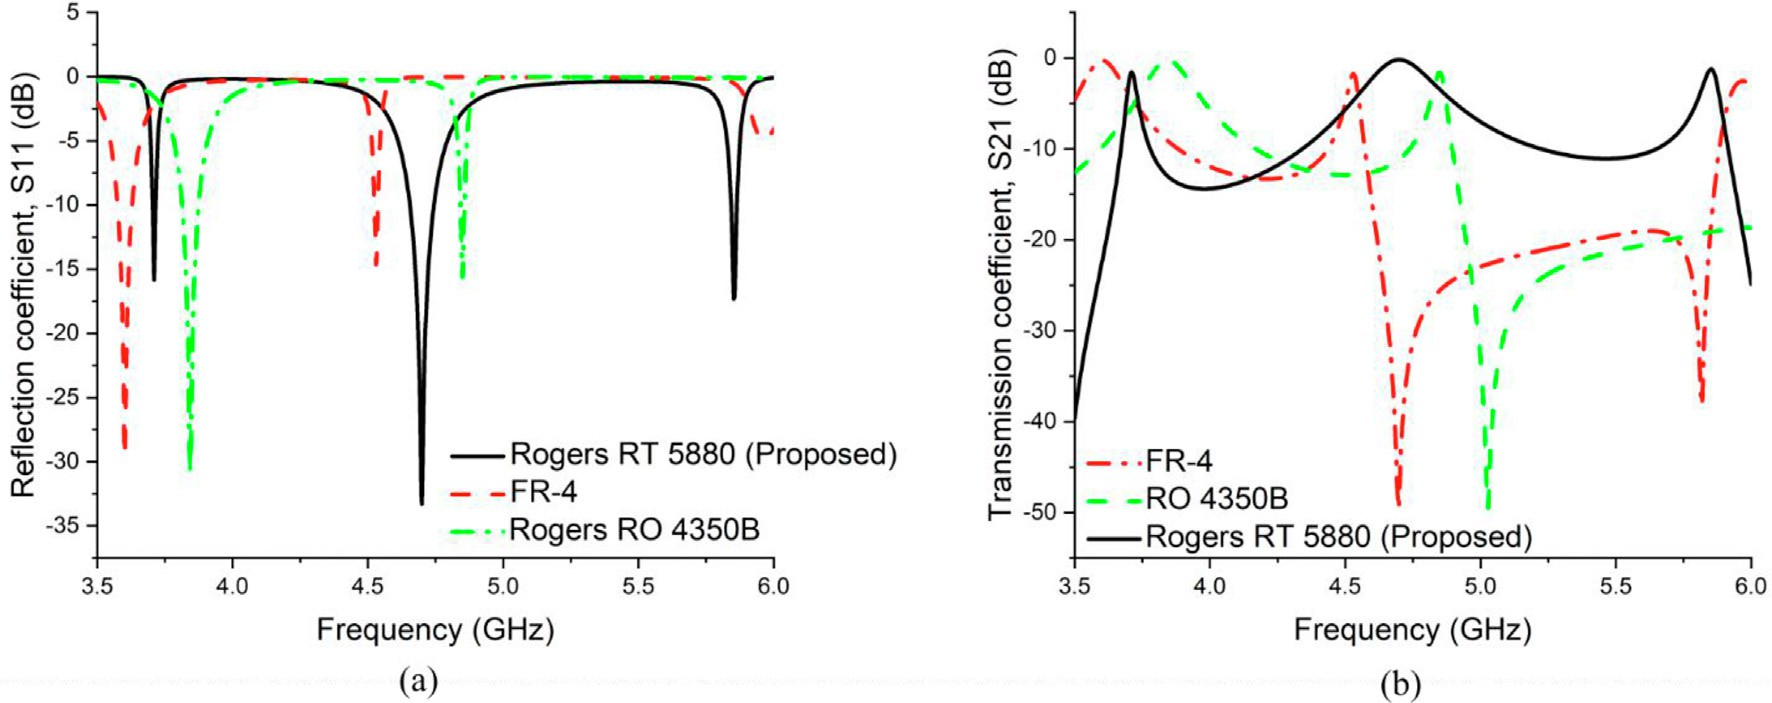 Reflection coefficient, S11 (dB)
5
0
-5
-10
-15
-20
-25
-30
-35
Rogers RT 5880 (Proposed)
FR-4
Rogers RO 4350B
3.5 4.0 4.5 5.0 5.5 6.0
Frequency (GHz)
(a)
Transmission coefficient, S21 (dB)
0
-10
-20
-30
-40
-50
FR-4
RO 4350B
Rogers RT 5880 (Proposed)
3.5 4.0 4.5 5.0 5.5 6.0
Frequency (GHz)
(b)